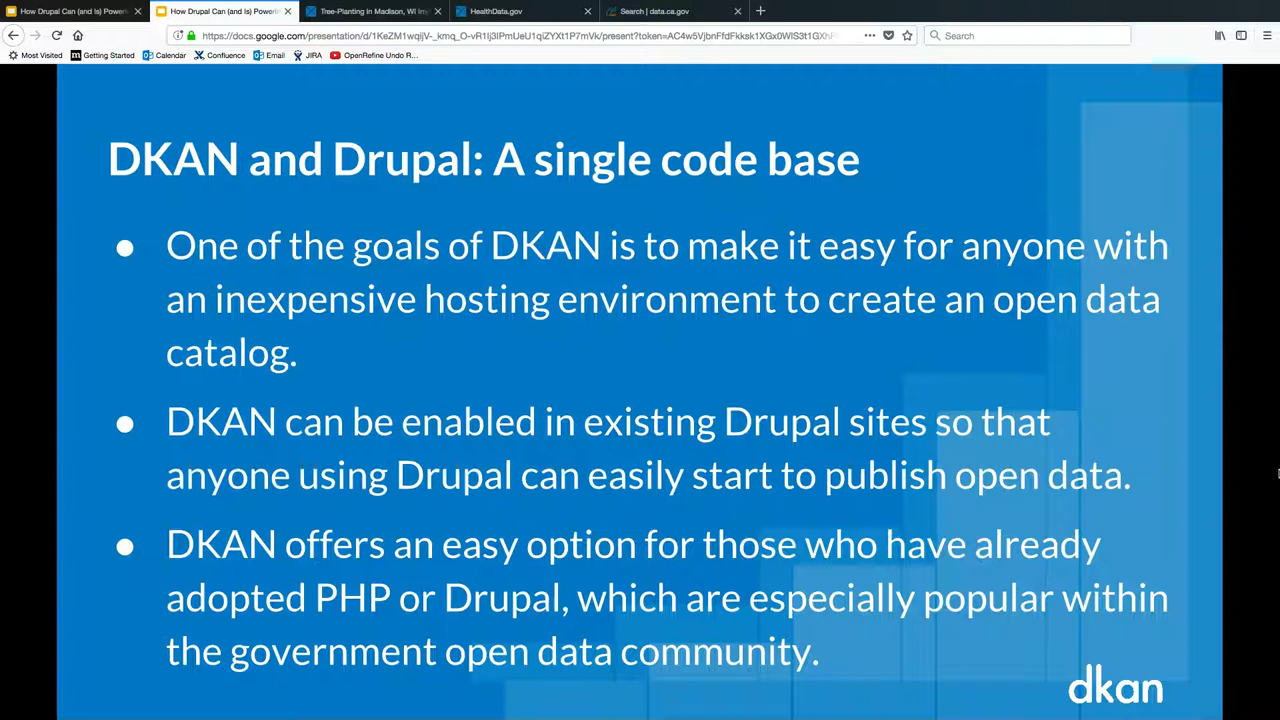 How Drupal Can (and Is) Poweri
How Drupal Can (and Is) Poweri
Tree-Planting in Madison, WI Im
HealthData.gov
Search | data.ca.gov
Search
Most Visited
Getting Started
Calendar
Confluence
Email
JIRA
OpenRefine Undo R...
DKAN and Drupal: A single code base
● One of the goals of DKAN is to make it easy for anyone with
an inexpensive hosting environment to create an open data
catalog.
● DKAN can be enabled in existing Drupal sites so that
anyone using Drupal can easily start to publish open data.
● DKAN offers an easy option for those who have already
adopted PHP or Drupal, which are especially popular within
the government open data community.
dkan